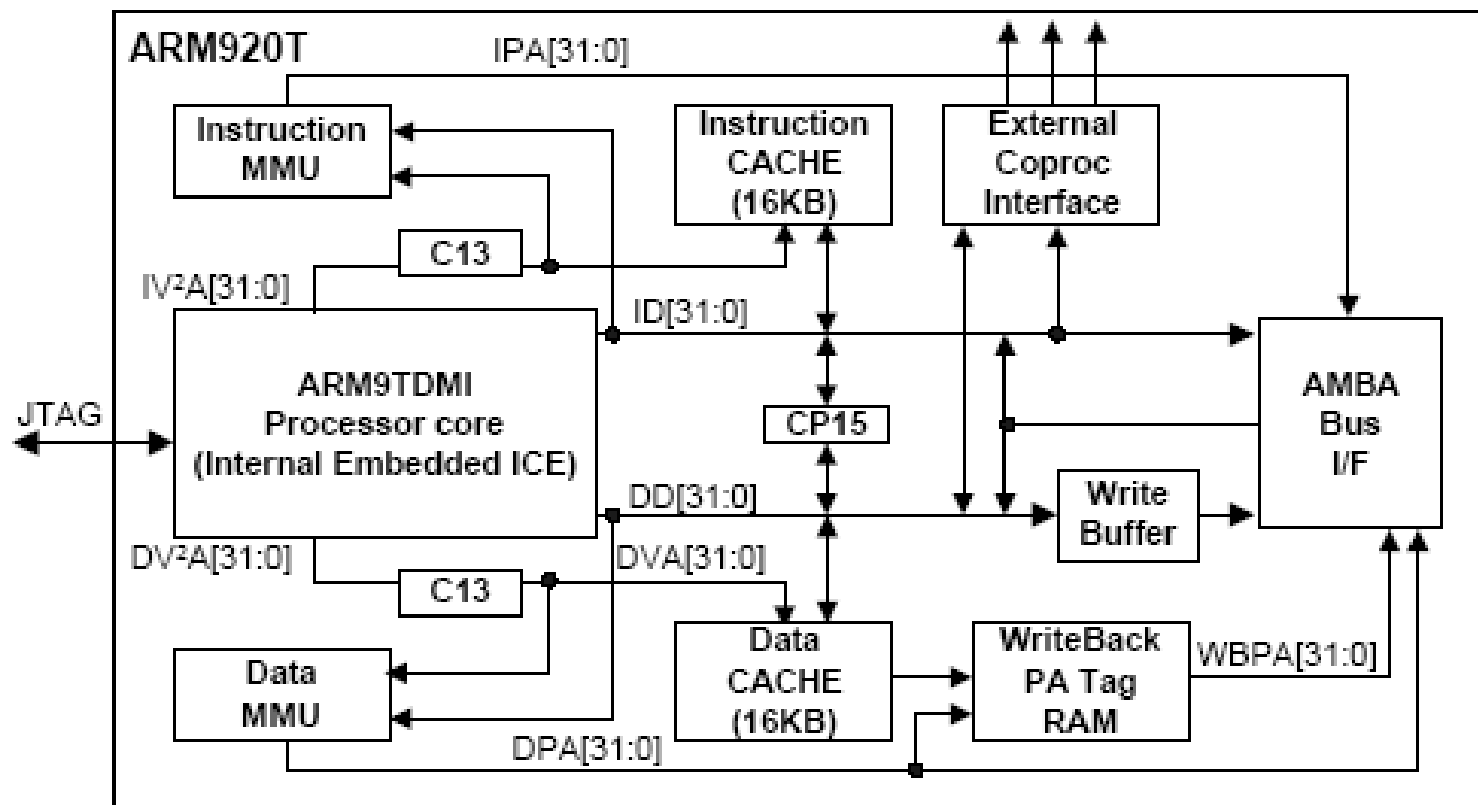 ARM920T
IPA[31:0]
Instruction
MMU
Instruction
CACHE
(16KB)
External
Coproc
Interface
C13
IV²A[31:0]
ID[31:0]
ARM9TDMI
Processor core
(Internal Embedded ICE)
JTAG
CP15
AMBA
Bus
I/F
DD[31:0]
Write
Buffer
DV²A[31:0]
DVA[31:0]
C13
Data
MMU
Data
CACHE
(16KB)
WriteBack
PA Tag
RAM
WBPA[31:0]
DPA[31:0]